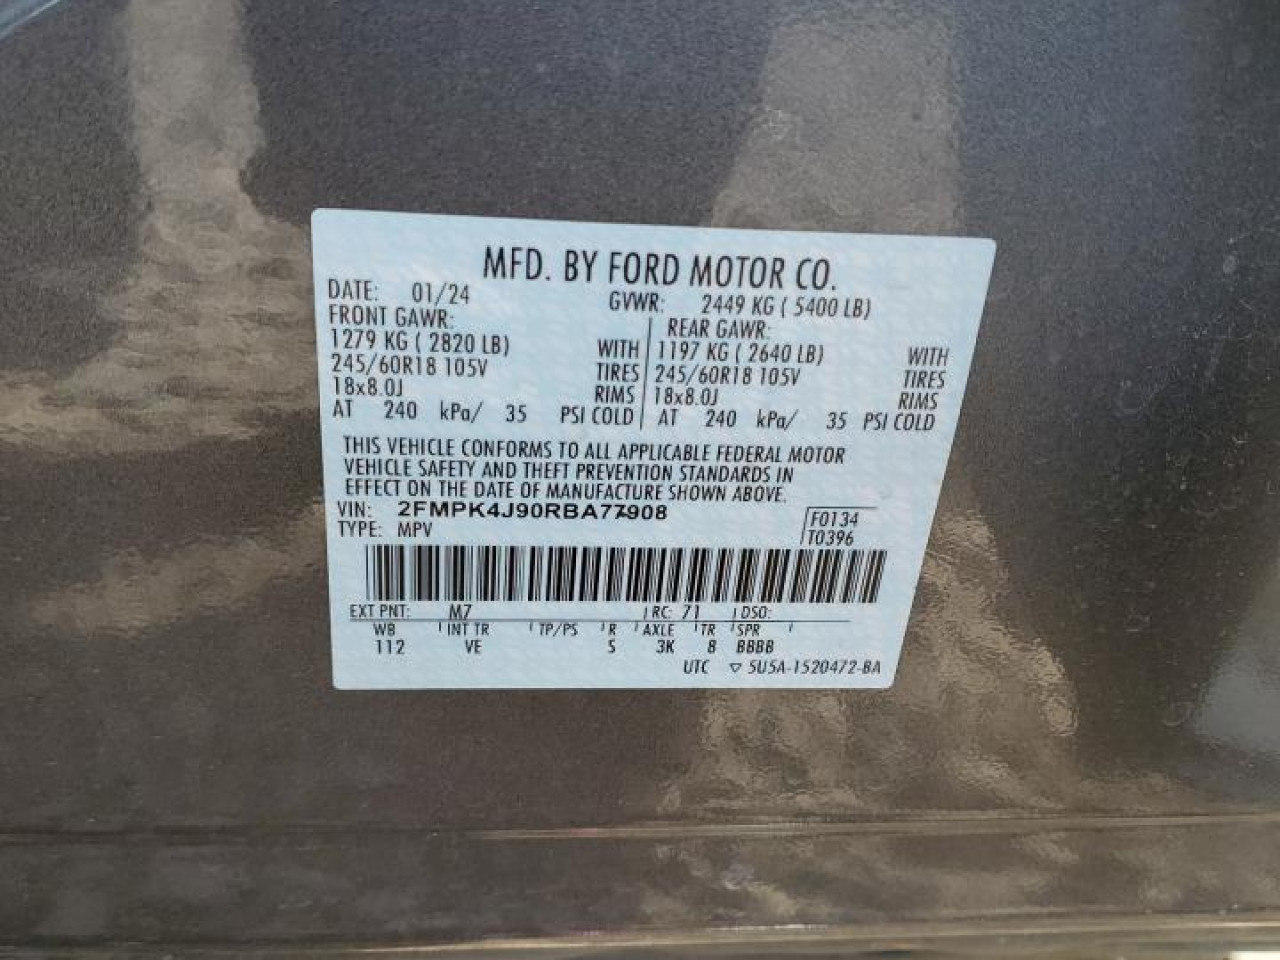 MFD. BY FORD MOTOR CO.
DATE: 01/24 GVWR: 2449 KG ( 5400 LB)
FRONT GAWR: REAR GAWR:
1279 KG ( 2820 LB) WITH 1197 KG ( 2640 LB) WITH
245/60R18 105V TIRES 245/60R18 105V TIRES
18x8.0J RIMS 18x8.0J RIMS
AT 240 kPa/ 35 PSI COLD AT 240 kPa/ 35 PSI COLD
THIS VEHICLE CONFORMS TO ALL APPLICABLE FEDERAL MOTOR
VEHICLE SAFETY AND THEFT PREVENTION STANDARDS IN
EFFECT ON THE DATE OF MANUFACTURE SHOWN ABOVE.
VIN: 2FMPK4J90RBA77908 F0134
TYPE: MPV T0396
EXT PNT: M7 RC: 71 DSO:
WB INT TR TP/PS R AXLE TR SPR
112 VE S 3K 8 BBBB
UTC ▽ 5U5A-1520472-BA